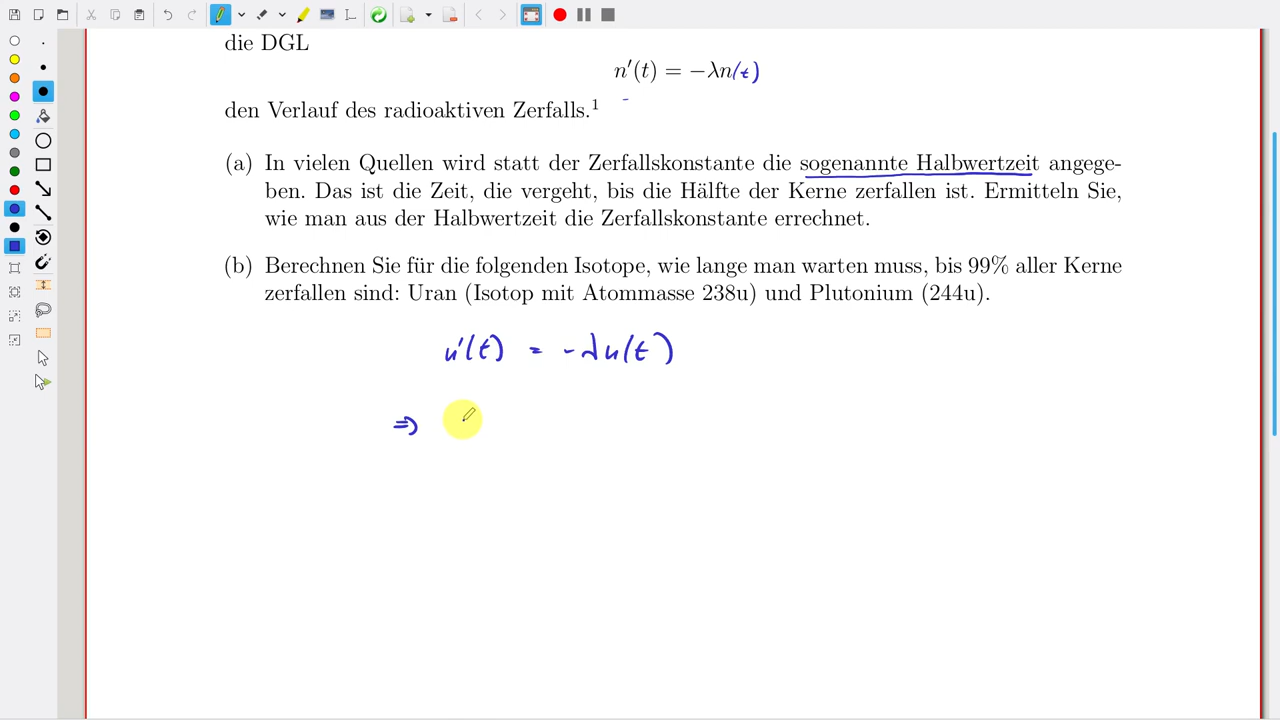 die DGL
n′(t) = −λn(t)
den Verlauf des radioaktiven Zerfalls.¹
(a) In vielen Quellen wird statt der Zerfallskonstante die sogenannte Halbwertzeit angege-
ben. Das ist die Zeit, die vergeht, bis die Hälfte der Kerne zerfallen ist. Ermitteln Sie,
wie man aus der Halbwertzeit die Zerfallskonstante errechnet.
(b) Berechnen Sie für die folgenden Isotope, wie lange man warten muss, bis 99% aller Kerne
zerfallen sind: Uran (Isotop mit Atommasse 238u) und Plutonium (244u).
n′(t) = -λn(t)
⇒